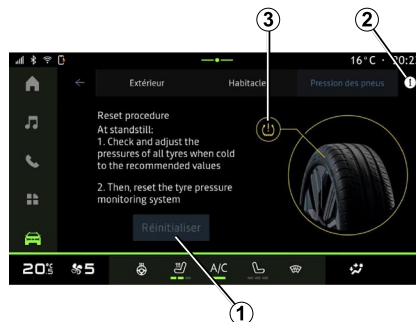 3
2
16°C · 20:23
Extérieur
Habitacle
Pression des pneus
Reset procedure
At standstill:
1. Check and adjust the
pressures of all tyres when cold
to the recommended values
2. Then, reset the tyre pressure
monitoring system
Réinitialiser
20.5
5
A/C
1